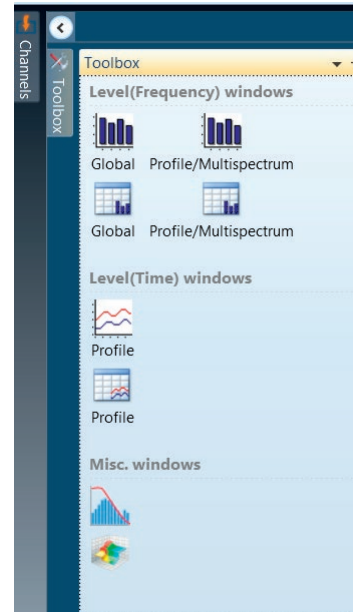 Channels
Toolbox
Toolbox
Level(Frequency) windows
Global Profile/Multispectrum
Global Profile/Multispectrum
Level(Time) windows
Profile
Profile
Misc. windows